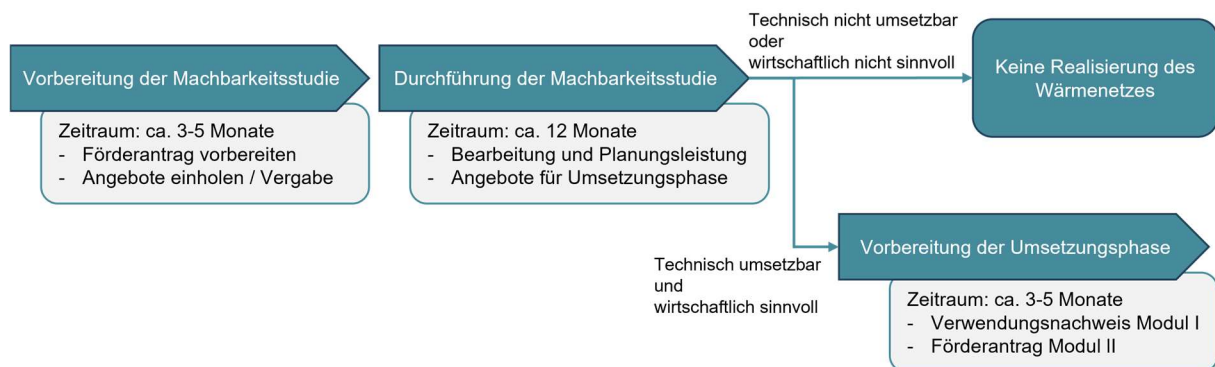 Vorbereitung der Machbarkeitsstudie
Zeitraum: ca. 3-5 Monate
- Förderantrag vorbereiten
- Angebote einholen / Vergabe
Durchführung der Machbarkeitsstudie
Zeitraum: ca. 12 Monate
- Bearbeitung und Planungsleistung
- Angebote für Umsetzungsphase
Technisch nicht umsetzbar
oder
wirtschaftlich nicht sinnvoll
Keine Realisierung des
Wärmenetzes
Technisch umsetzbar
und
wirtschaftlich sinnvoll
Vorbereitung der Umsetzungsphase
Zeitraum: ca. 3-5 Monate
- Verwendungsnachweis Modul I
- Förderantrag Modul II